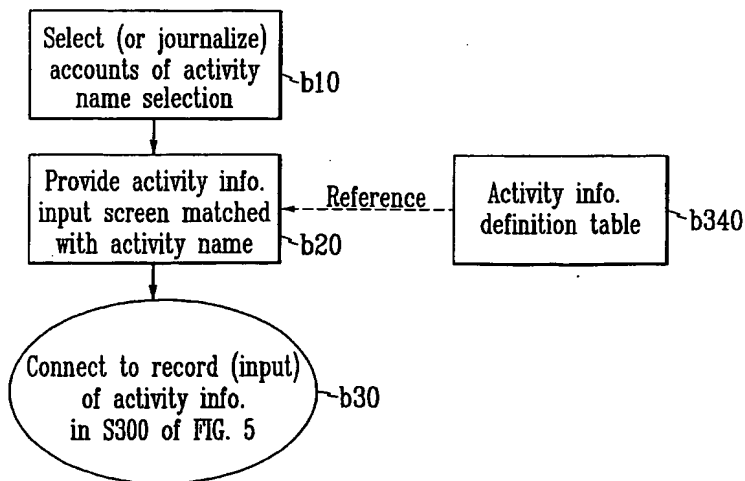 Select (or journalize)
accounts of activity
name selection
b10
Provide activity info.
input screen matched
with activity name
b20
Reference
Activity info.
definition table
b340
Connect to record (input)
of activity info.
in S300 of FIG. 5
b30